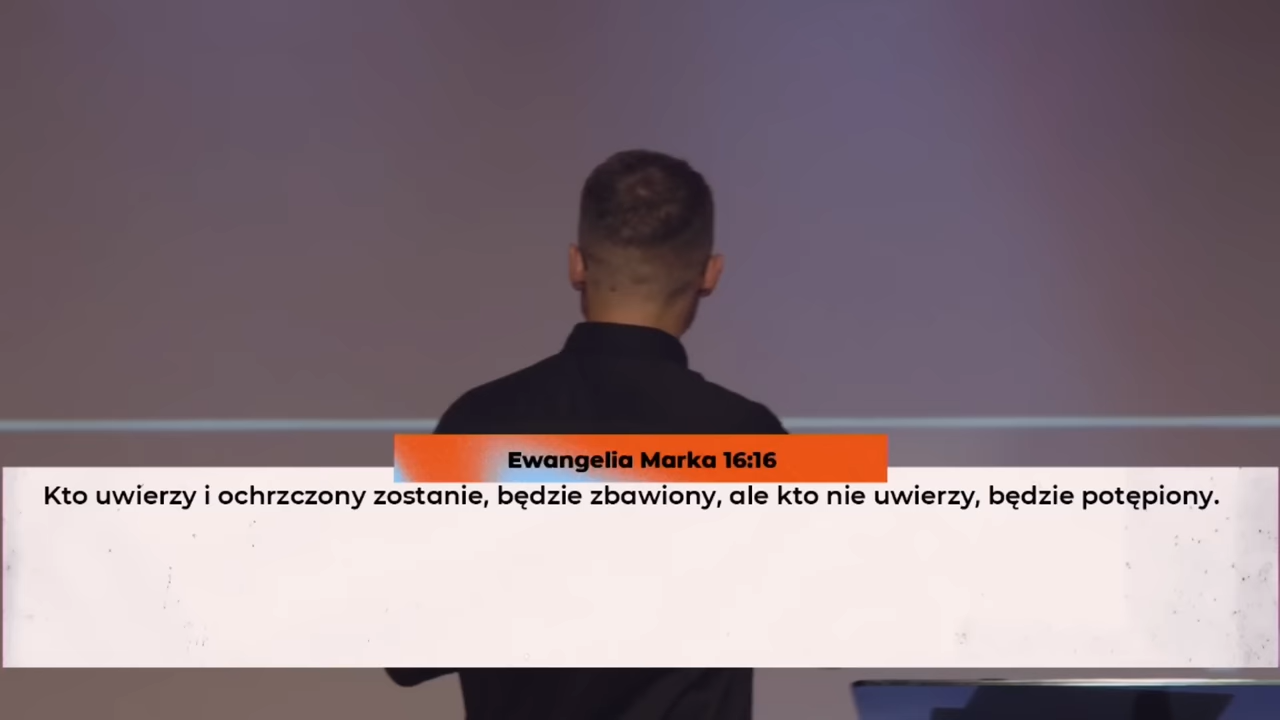 Ewangelia Marka 16:16
Kto uwierzy i ochrzczony zostanie, będzie zbawiony, ale kto nie uwierzy, będzie potępiony.